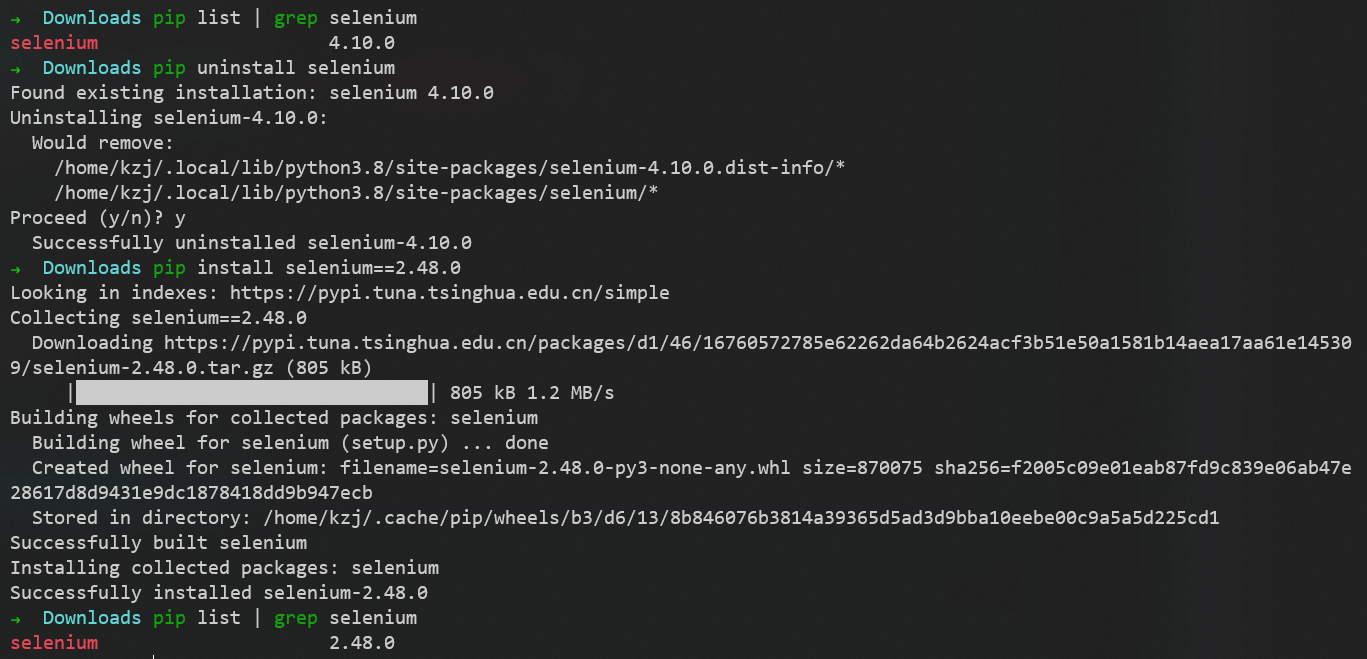 →  Downloads pip list | grep selenium
selenium                     4.10.0
→  Downloads pip uninstall selenium
Found existing installation: selenium 4.10.0
Uninstalling selenium-4.10.0:
  Would remove:
    /home/kzj/.local/lib/python3.8/site-packages/selenium-4.10.0.dist-info/*
    /home/kzj/.local/lib/python3.8/site-packages/selenium/*
Proceed (y/n)? y
  Successfully uninstalled selenium-4.10.0
→  Downloads pip install selenium==2.48.0
Looking in indexes: https://pypi.tuna.tsinghua.edu.cn/simple
Collecting selenium==2.48.0
  Downloading https://pypi.tuna.tsinghua.edu.cn/packages/d1/46/16760572785e62262da64b2624acf3b51e50a1581b14aea17aa61e14530
9/selenium-2.48.0.tar.gz (805 kB)
     |████████████████████████████████| 805 kB 1.2 MB/s
Building wheels for collected packages: selenium
  Building wheel for selenium (setup.py) ... done
  Created wheel for selenium: filename=selenium-2.48.0-py3-none-any.whl size=870075 sha256=f2005c09e01eab87fd9c839e06ab47e
28617d8d9431e9dc1878418dd9b947ecb
  Stored in directory: /home/kzj/.cache/pip/wheels/b3/d6/13/8b846076b3814a39365d5ad3d9bba10eebe00c9a5a5d225cd1
Successfully built selenium
Installing collected packages: selenium
Successfully installed selenium-2.48.0
→  Downloads pip list | grep selenium
selenium                     2.48.0